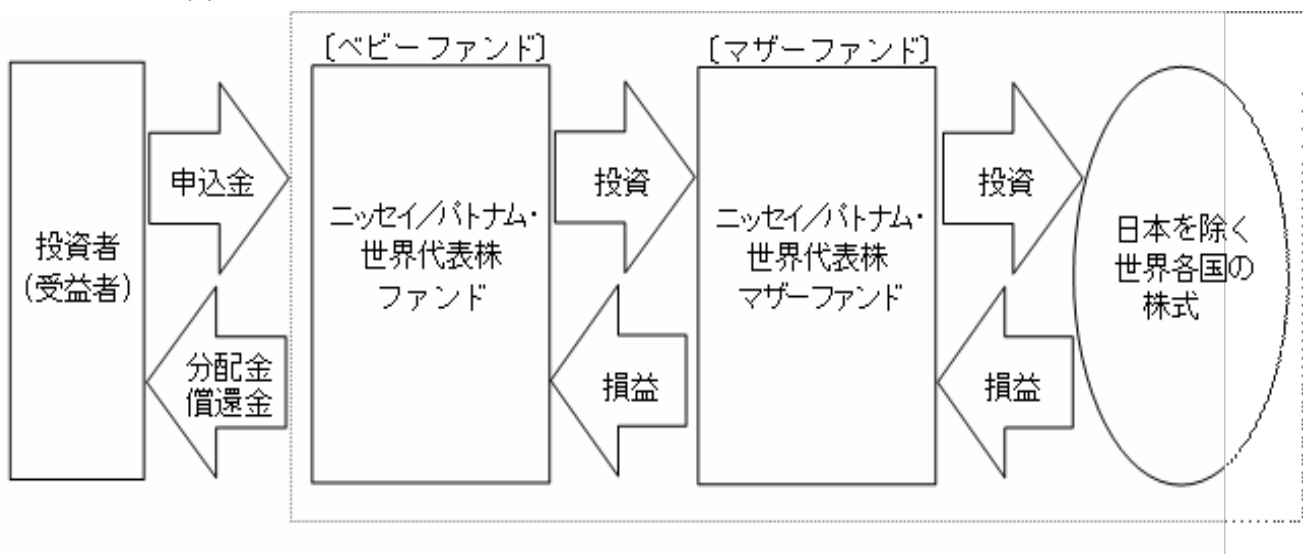 〔ベビーファンド〕
〔マザーファンド〕
投資者
(受益者)
申込金
分配金
償還金
ニッセイ／パトナム・
世界代表株
ファンド
投資
損益
ニッセイ／パトナム・
世界代表株
マザーファンド
投資
損益
日本を除く
世界各国の
株式